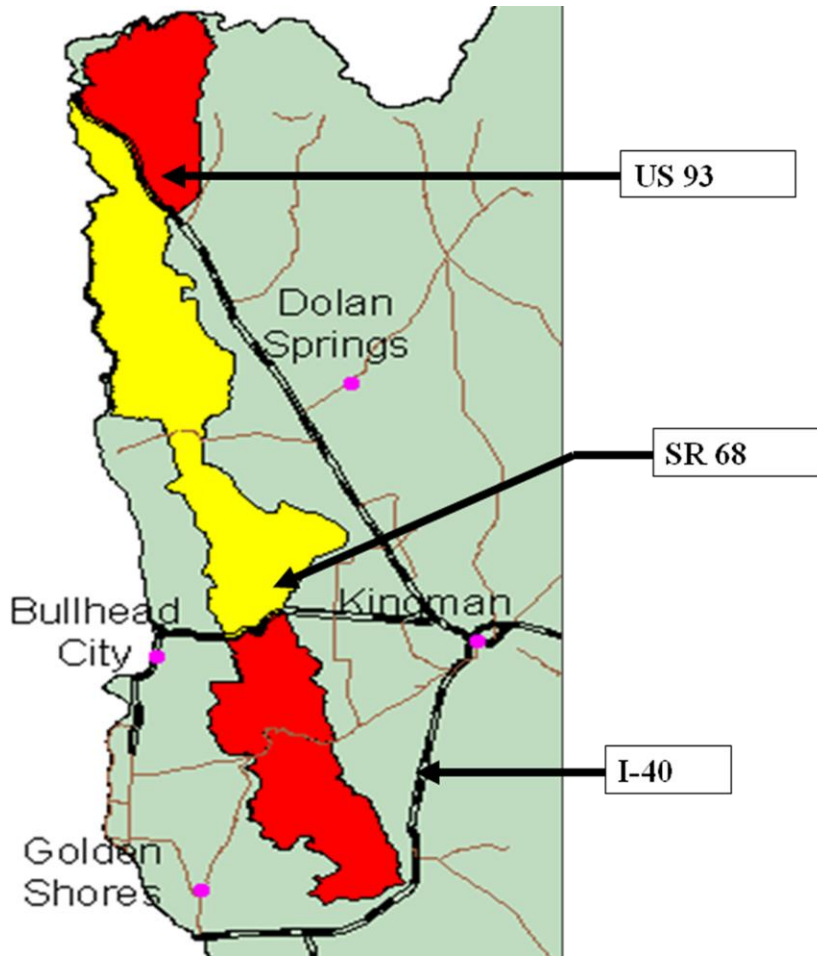 US 93
Dolan
Springs
SR 68
Kingman
Bullhead
City
I-40
Golden
Shores